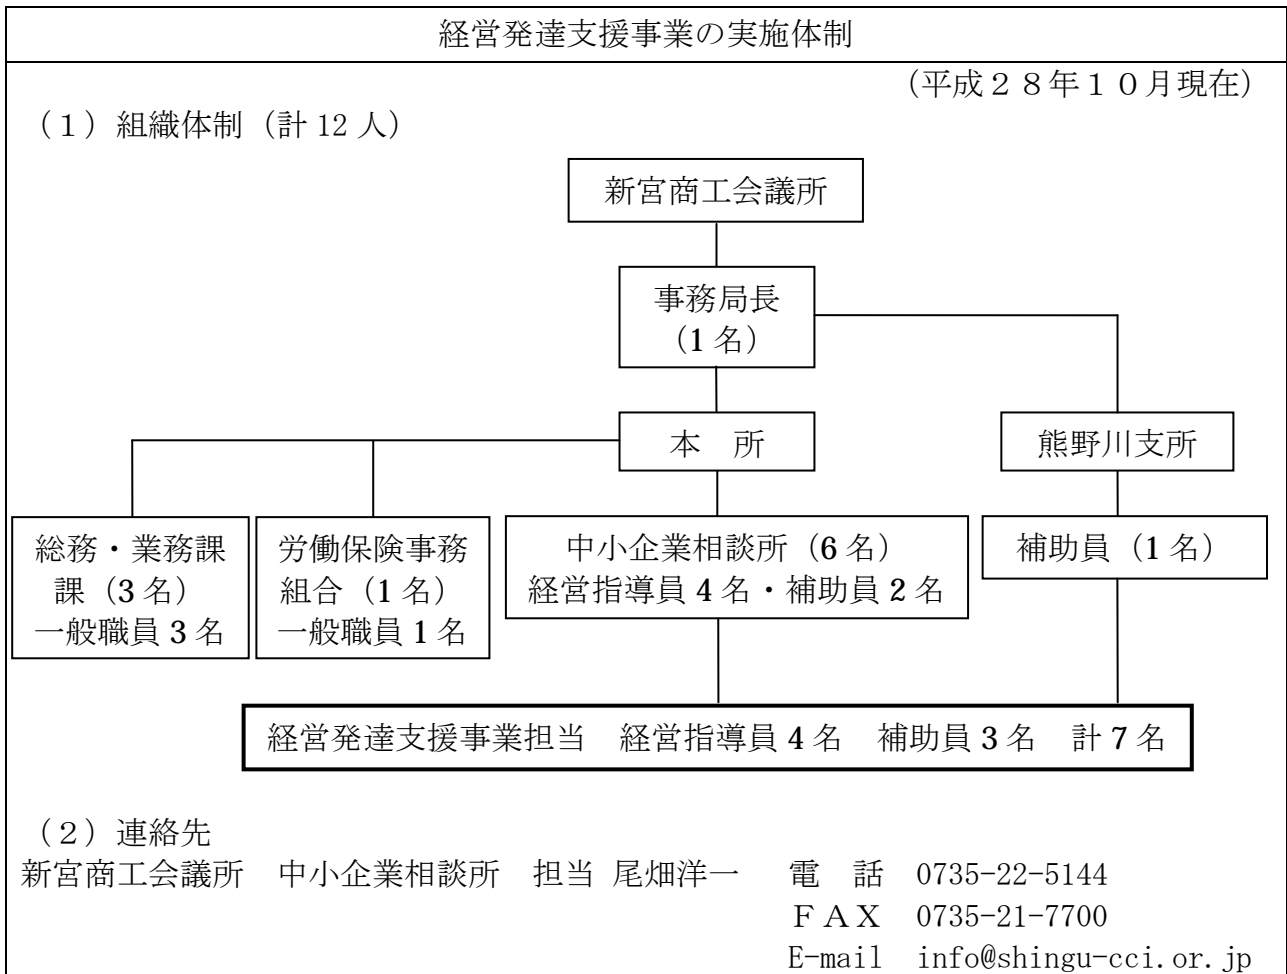 経営発達支援事業の実施体制
(平成28年10月現在)
(1)組織体制(計12人)
新宮商工会議所
事務局長
(1名)
本　所
熊野川支所
総務・業務課
課(3名)
一般職員3名
労働保険事務
組合(1名)
一般職員1名
中小企業相談所(6名)
経営指導員4名・補助員2名
補助員(1名)
経営発達支援事業担当　経営指導員4名　補助員3名　計7名
(2)連絡先
新宮商工会議所　中小企業相談所　担当 尾畑洋一　電　話　0735-22-5144
FAX　0735-21-7700
E-mail　info@shingu-cci.or.jp